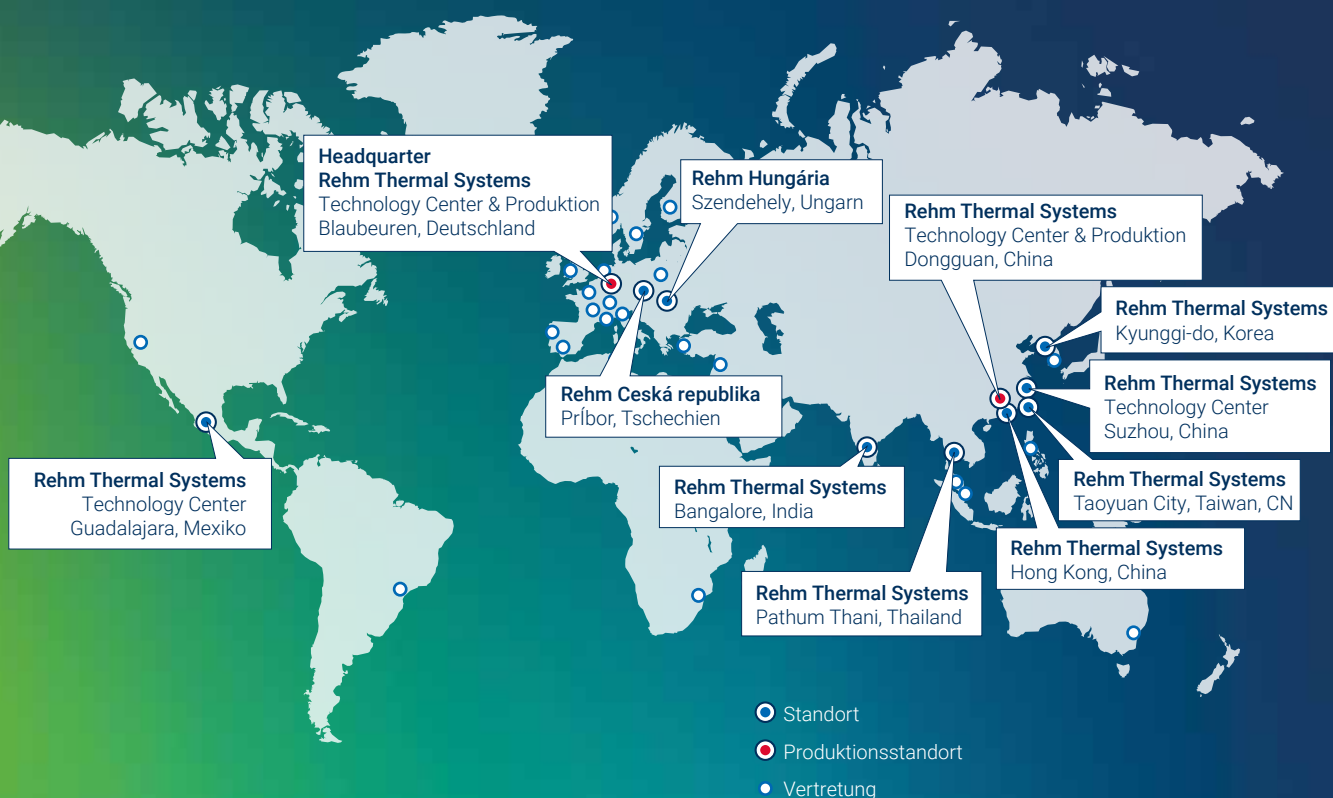 Headquarter
Rehm Thermal Systems
Technology Center & Produktion
Blaubeuren, Deutschland
Rehm Hungária
Szendehely, Ungarn
Rehm Thermal Systems
Technology Center & Produktion
Dongguan, China
Rehm Thermal Systems
Kyunggi-do, Korea
Rehm Ceská republika
Príbor, Tschechien
Rehm Thermal Systems
Technology Center
Suzhou, China
Rehm Thermal Systems
Technology Center
Guadalajara, Mexiko
Rehm Thermal Systems
Bangalore, India
Rehm Thermal Systems
Taoyuan City, Taiwan, CN
Rehm Thermal Systems
Hong Kong, China
Rehm Thermal Systems
Pathum Thani, Thailand
Standort
Produktionsstandort
Vertretung